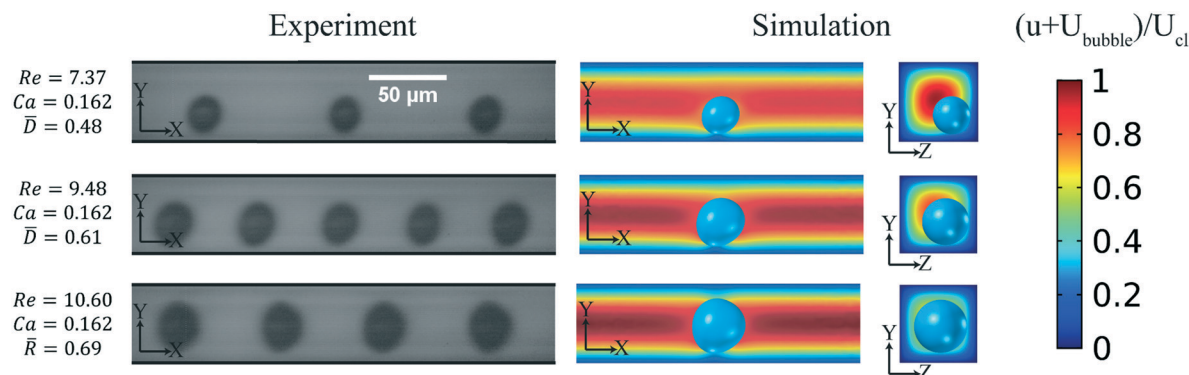 Experiment
Simulation
(u+U_bubble)/U_cl
Re = 7.37
Ca = 0.162
D̅ = 0.48
Y
X
50 μm
Y
X
Y
Z
Re = 9.48
Ca = 0.162
D̅ = 0.61
Y
X
Y
X
Y
Z
Re = 10.60
Ca = 0.162
R̅ = 0.69
Y
X
Y
X
Y
Z
1
0.8
0.6
0.4
0.2
0